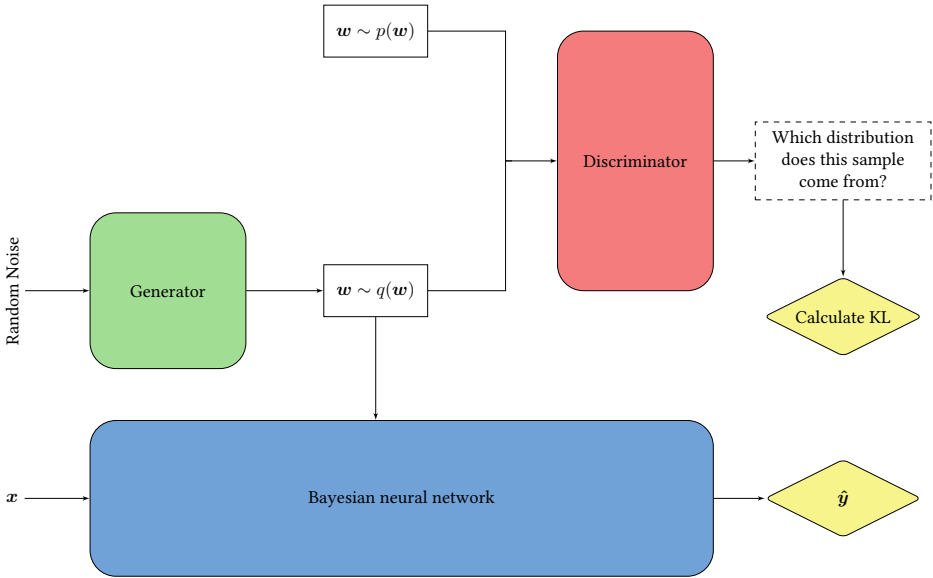 w ∼ p(w)
Discriminator
Which distribution
does this sample
come from?
Random Noise
Generator
w ∼ q(w)
Calculate KL
x
Bayesian neural network
ŷ